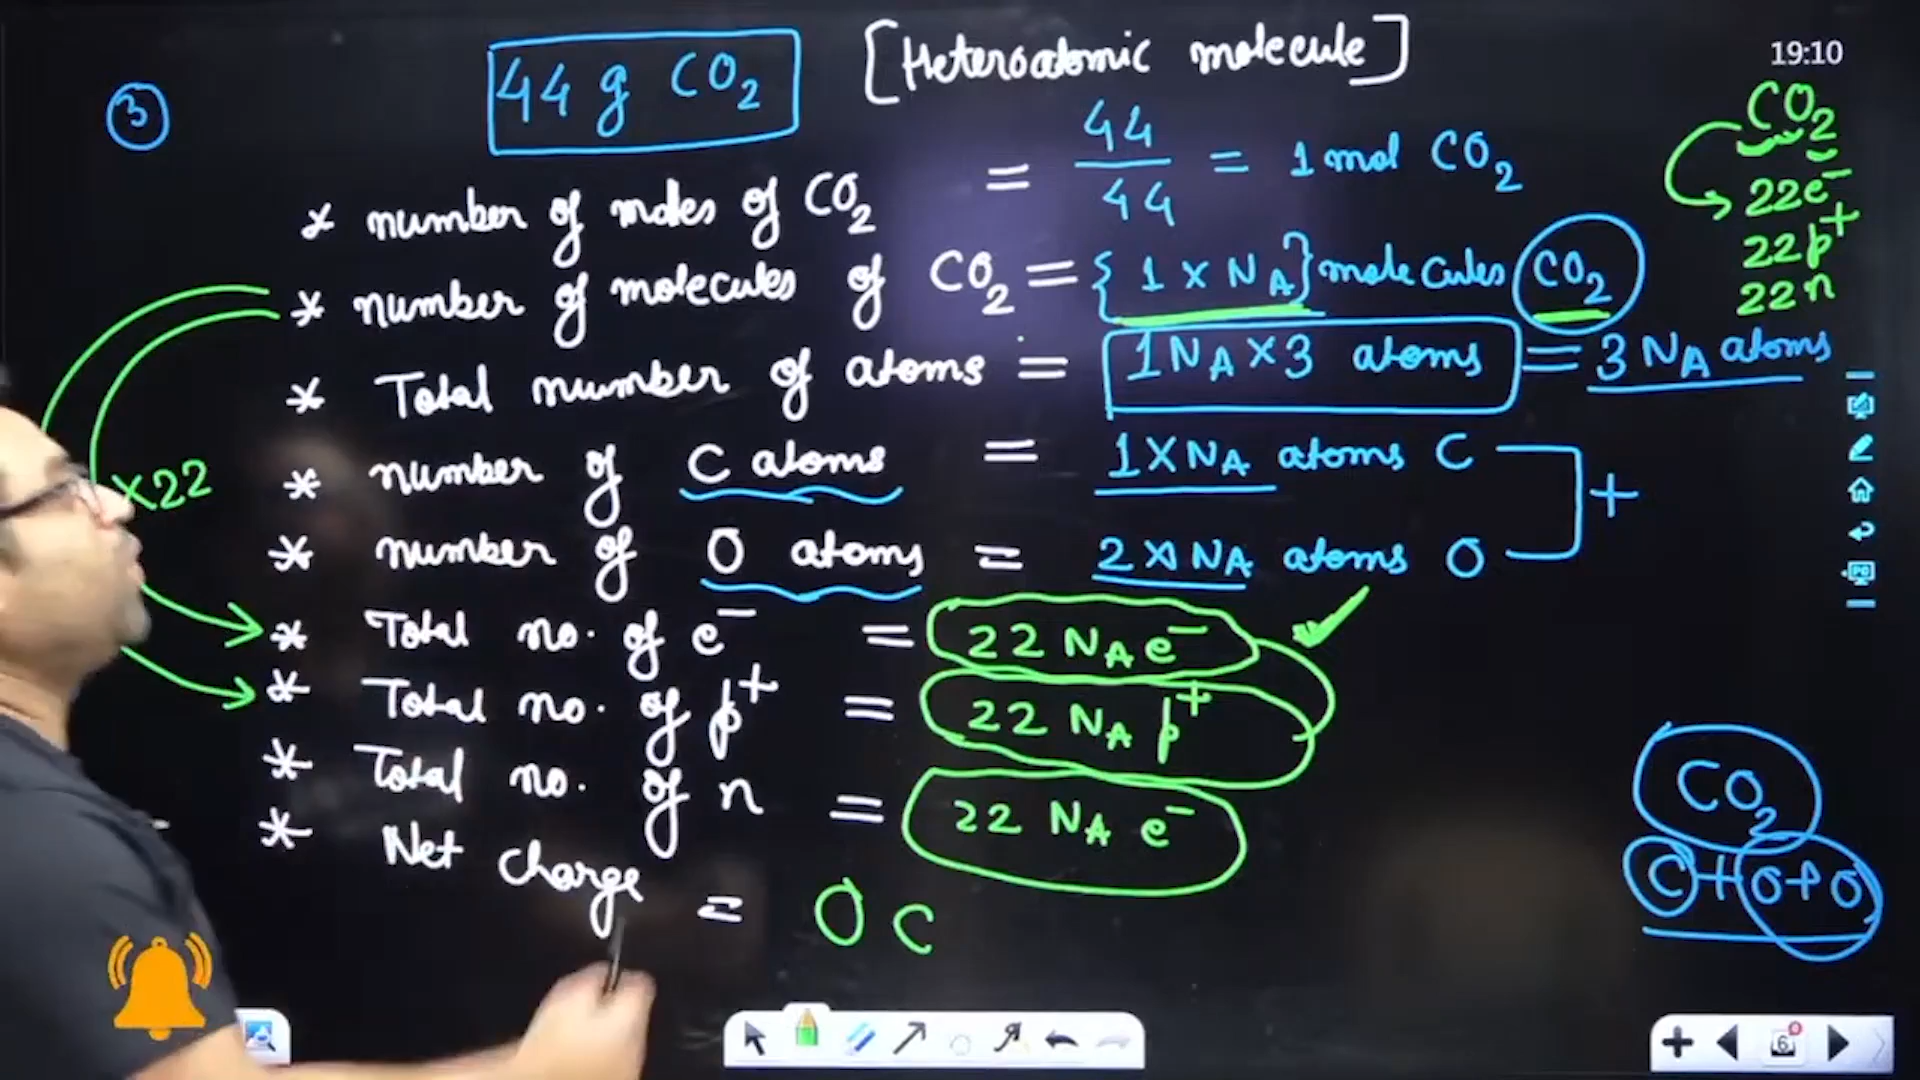 19:10
③
44 g CO₂ [Heteroatomic molecule]
* number of moles of CO₂ = 44/44 = 1 mol CO₂
* number of molecules of CO₂ = {1 × NA} molecules CO₂
* Total number of atoms = 1NA×3 atoms = 3 NA atoms
* number of C atoms = 1×NA atoms C
* number of O atoms = 2×NA atoms O
+
* Total no. of e⁻ = 22 NA e⁻ ✓
* Total no. of p⁺ = 22 NA p⁺
* Total no. of n = 22 NA e⁻
* Net charge = 0 C
×22
CO₂
22e⁻
22p⁺
22n
CO₂
C+O+O
6